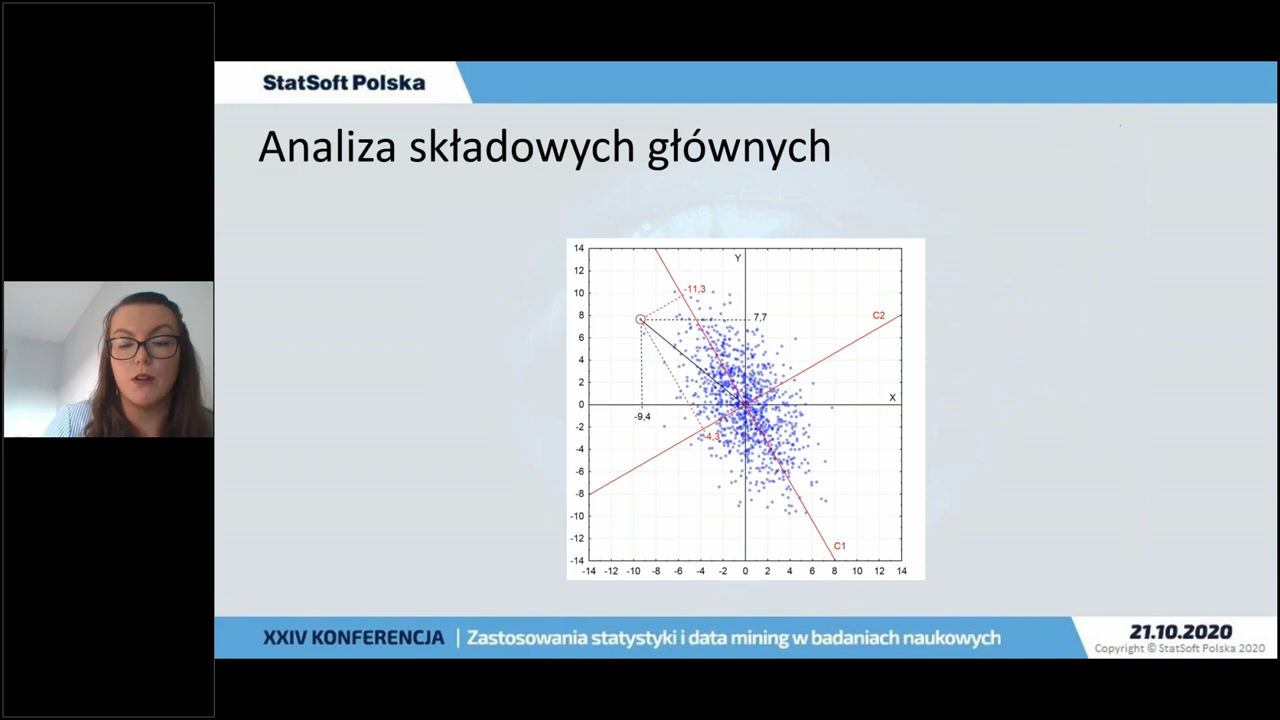 StatSoft Polska
Analiza składowych głównych
14
12
10
8
6
4
2
0
-2
-4
-6
-8
-10
-12
-14
Y
-11,3
7,7
C2
X
-9,4
-4,3
C1
-14 -12 -10 -8 -6 -4 -2 0 2 4 6 8 10 12 14
XXIV KONFERENCJA | Zastosowania statystyki i data mining w badaniach naukowych
21.10.2020
Copyright © StatSoft Polska 2020